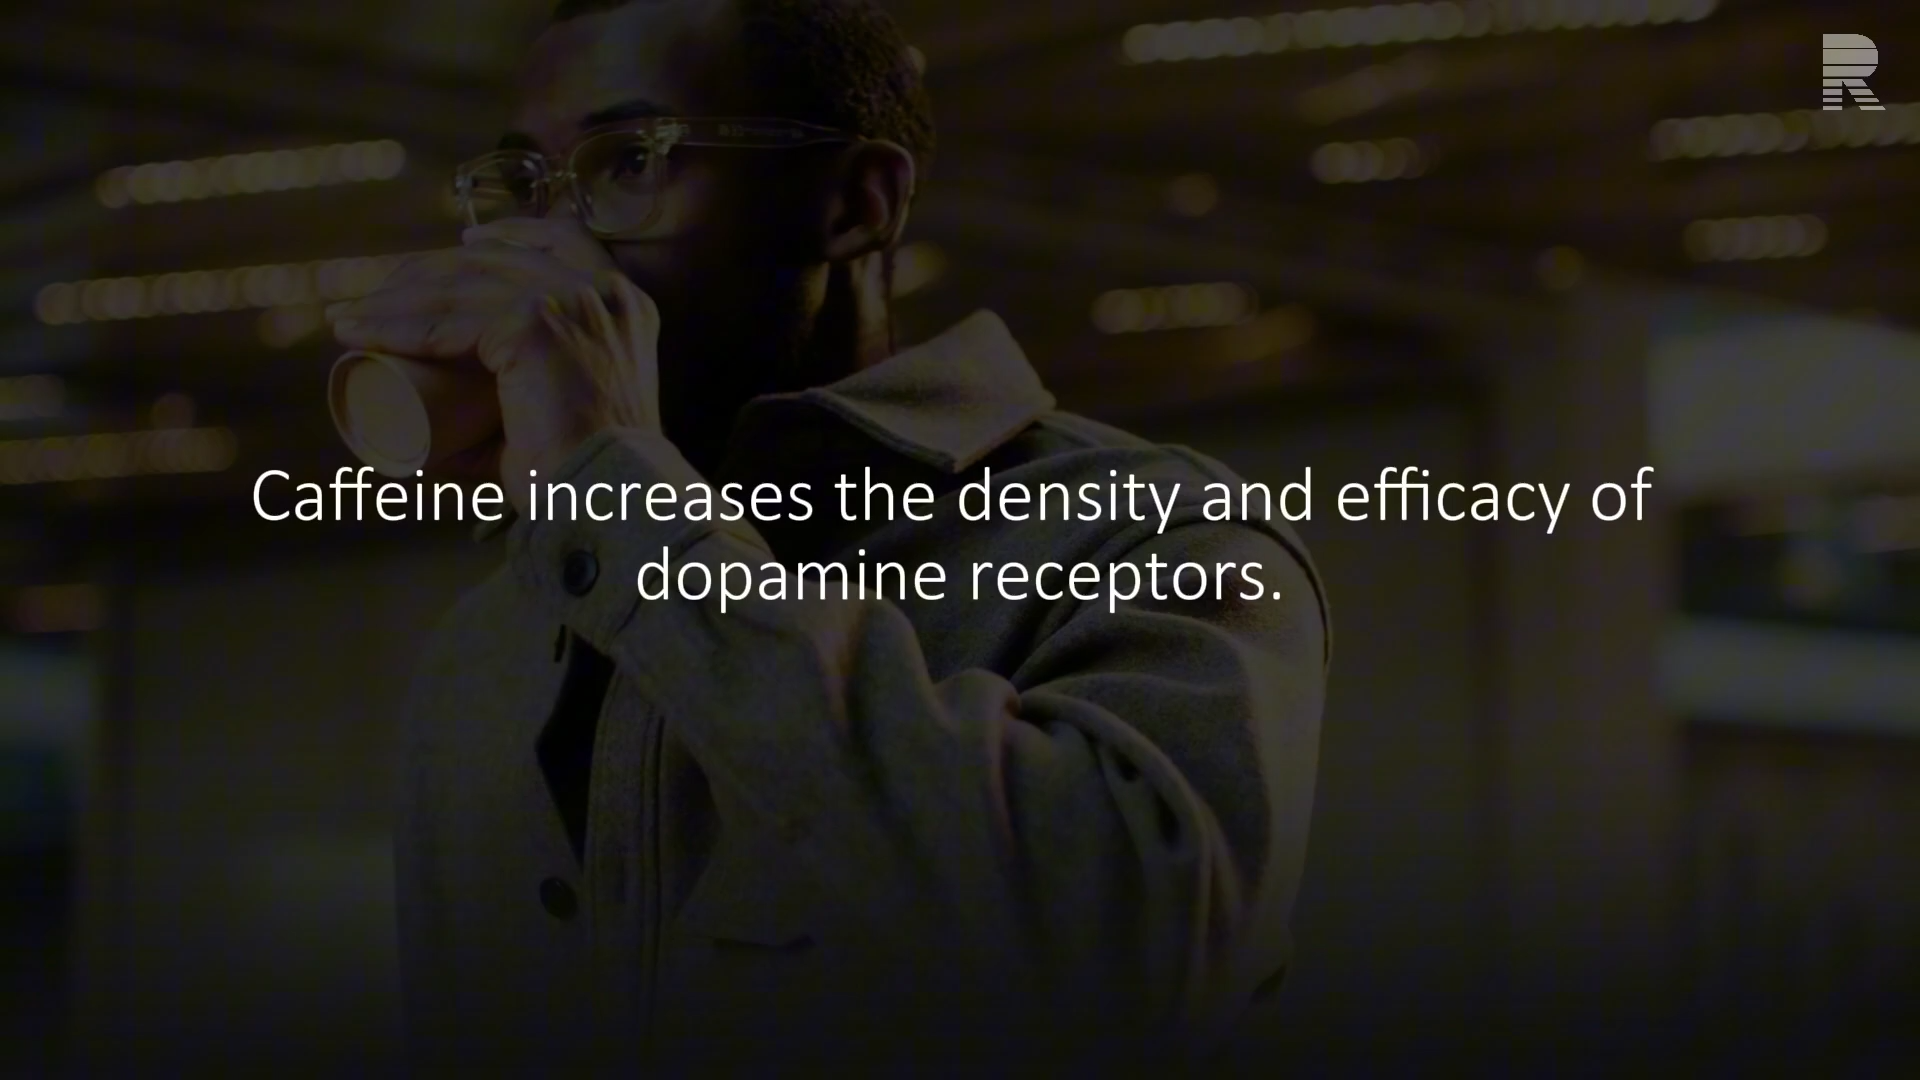 R
Caffeine increases the density and efficacy of
dopamine receptors.